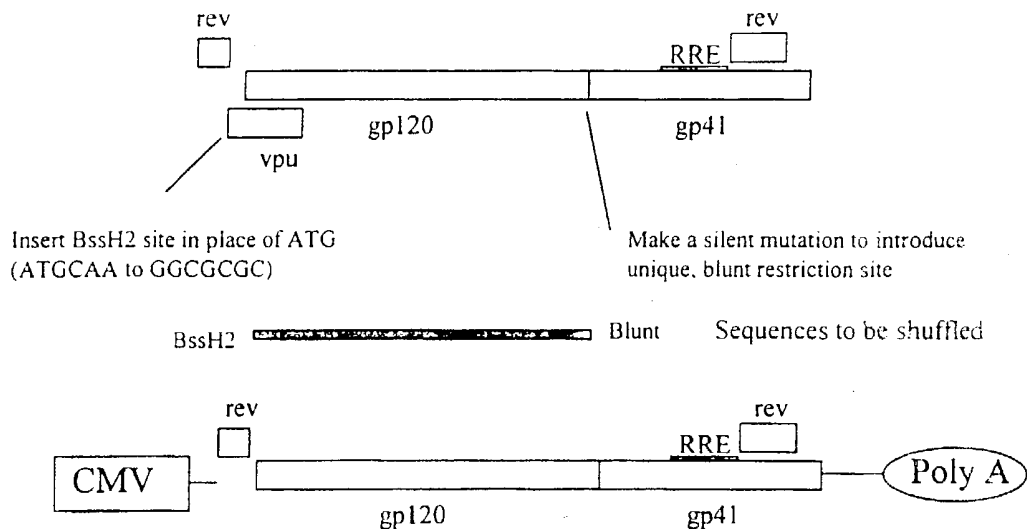 rev
rev
RRE
gp120
gp41
vpu
Insert BssH2 site in place of ATG
(ATGCAA to GGCGCGC)
Make a silent mutation to introduce
unique, blunt restriction site
BssH2
Blunt
Sequences to be shuffled
rev
rev
RRE
CMV
Poly A
gp120
gp41